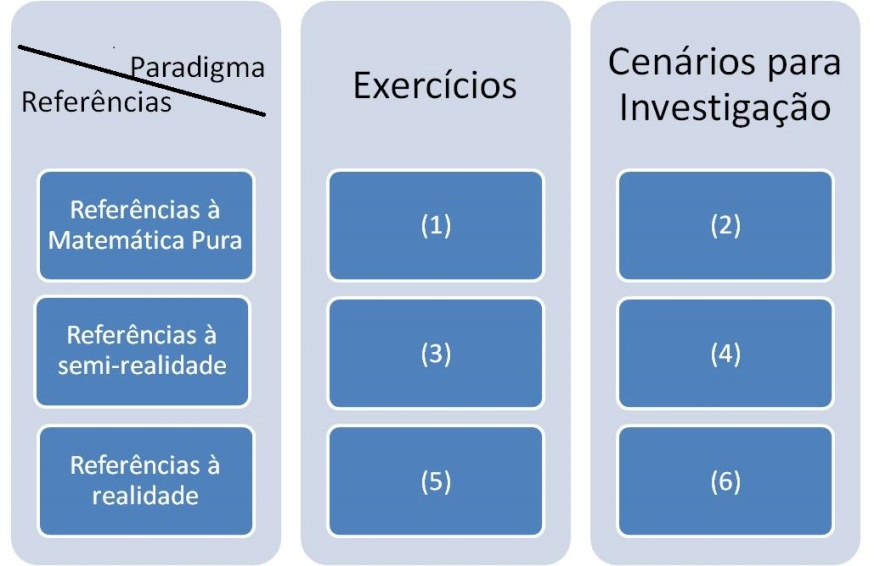 Paradigma
Referências
Exercícios
Cenários para
Investigação
Referências à
Matemática Pura
(1)
(2)
Referências à
semi-realidade
(3)
(4)
Referências à
realidade
(5)
(6)